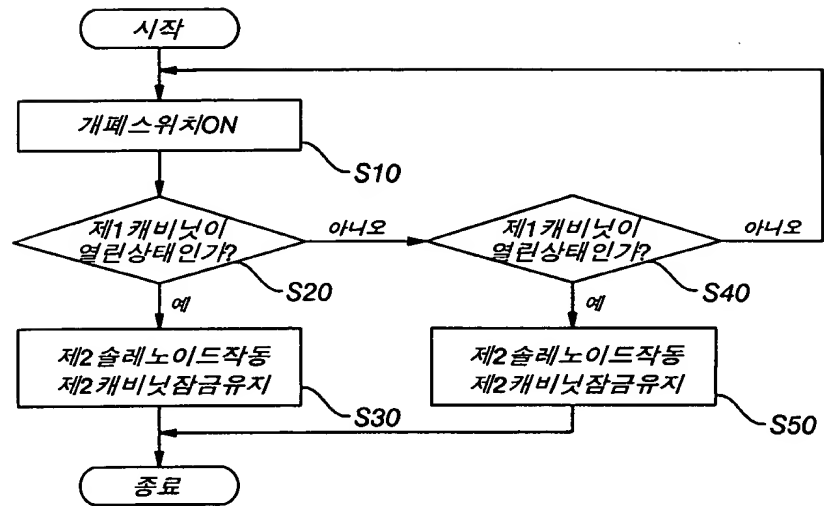 시작
개폐스위치ON
S10
제1캐비닛이
열린상태인가?
S20
아니오
예
제1캐비닛이
열린상태인가?
S40
아니오
예
제2솔레노이드작동
제2캐비닛잠금유지
S30
제2솔레노이드작동
제2캐비닛잠금유지
S50
종료